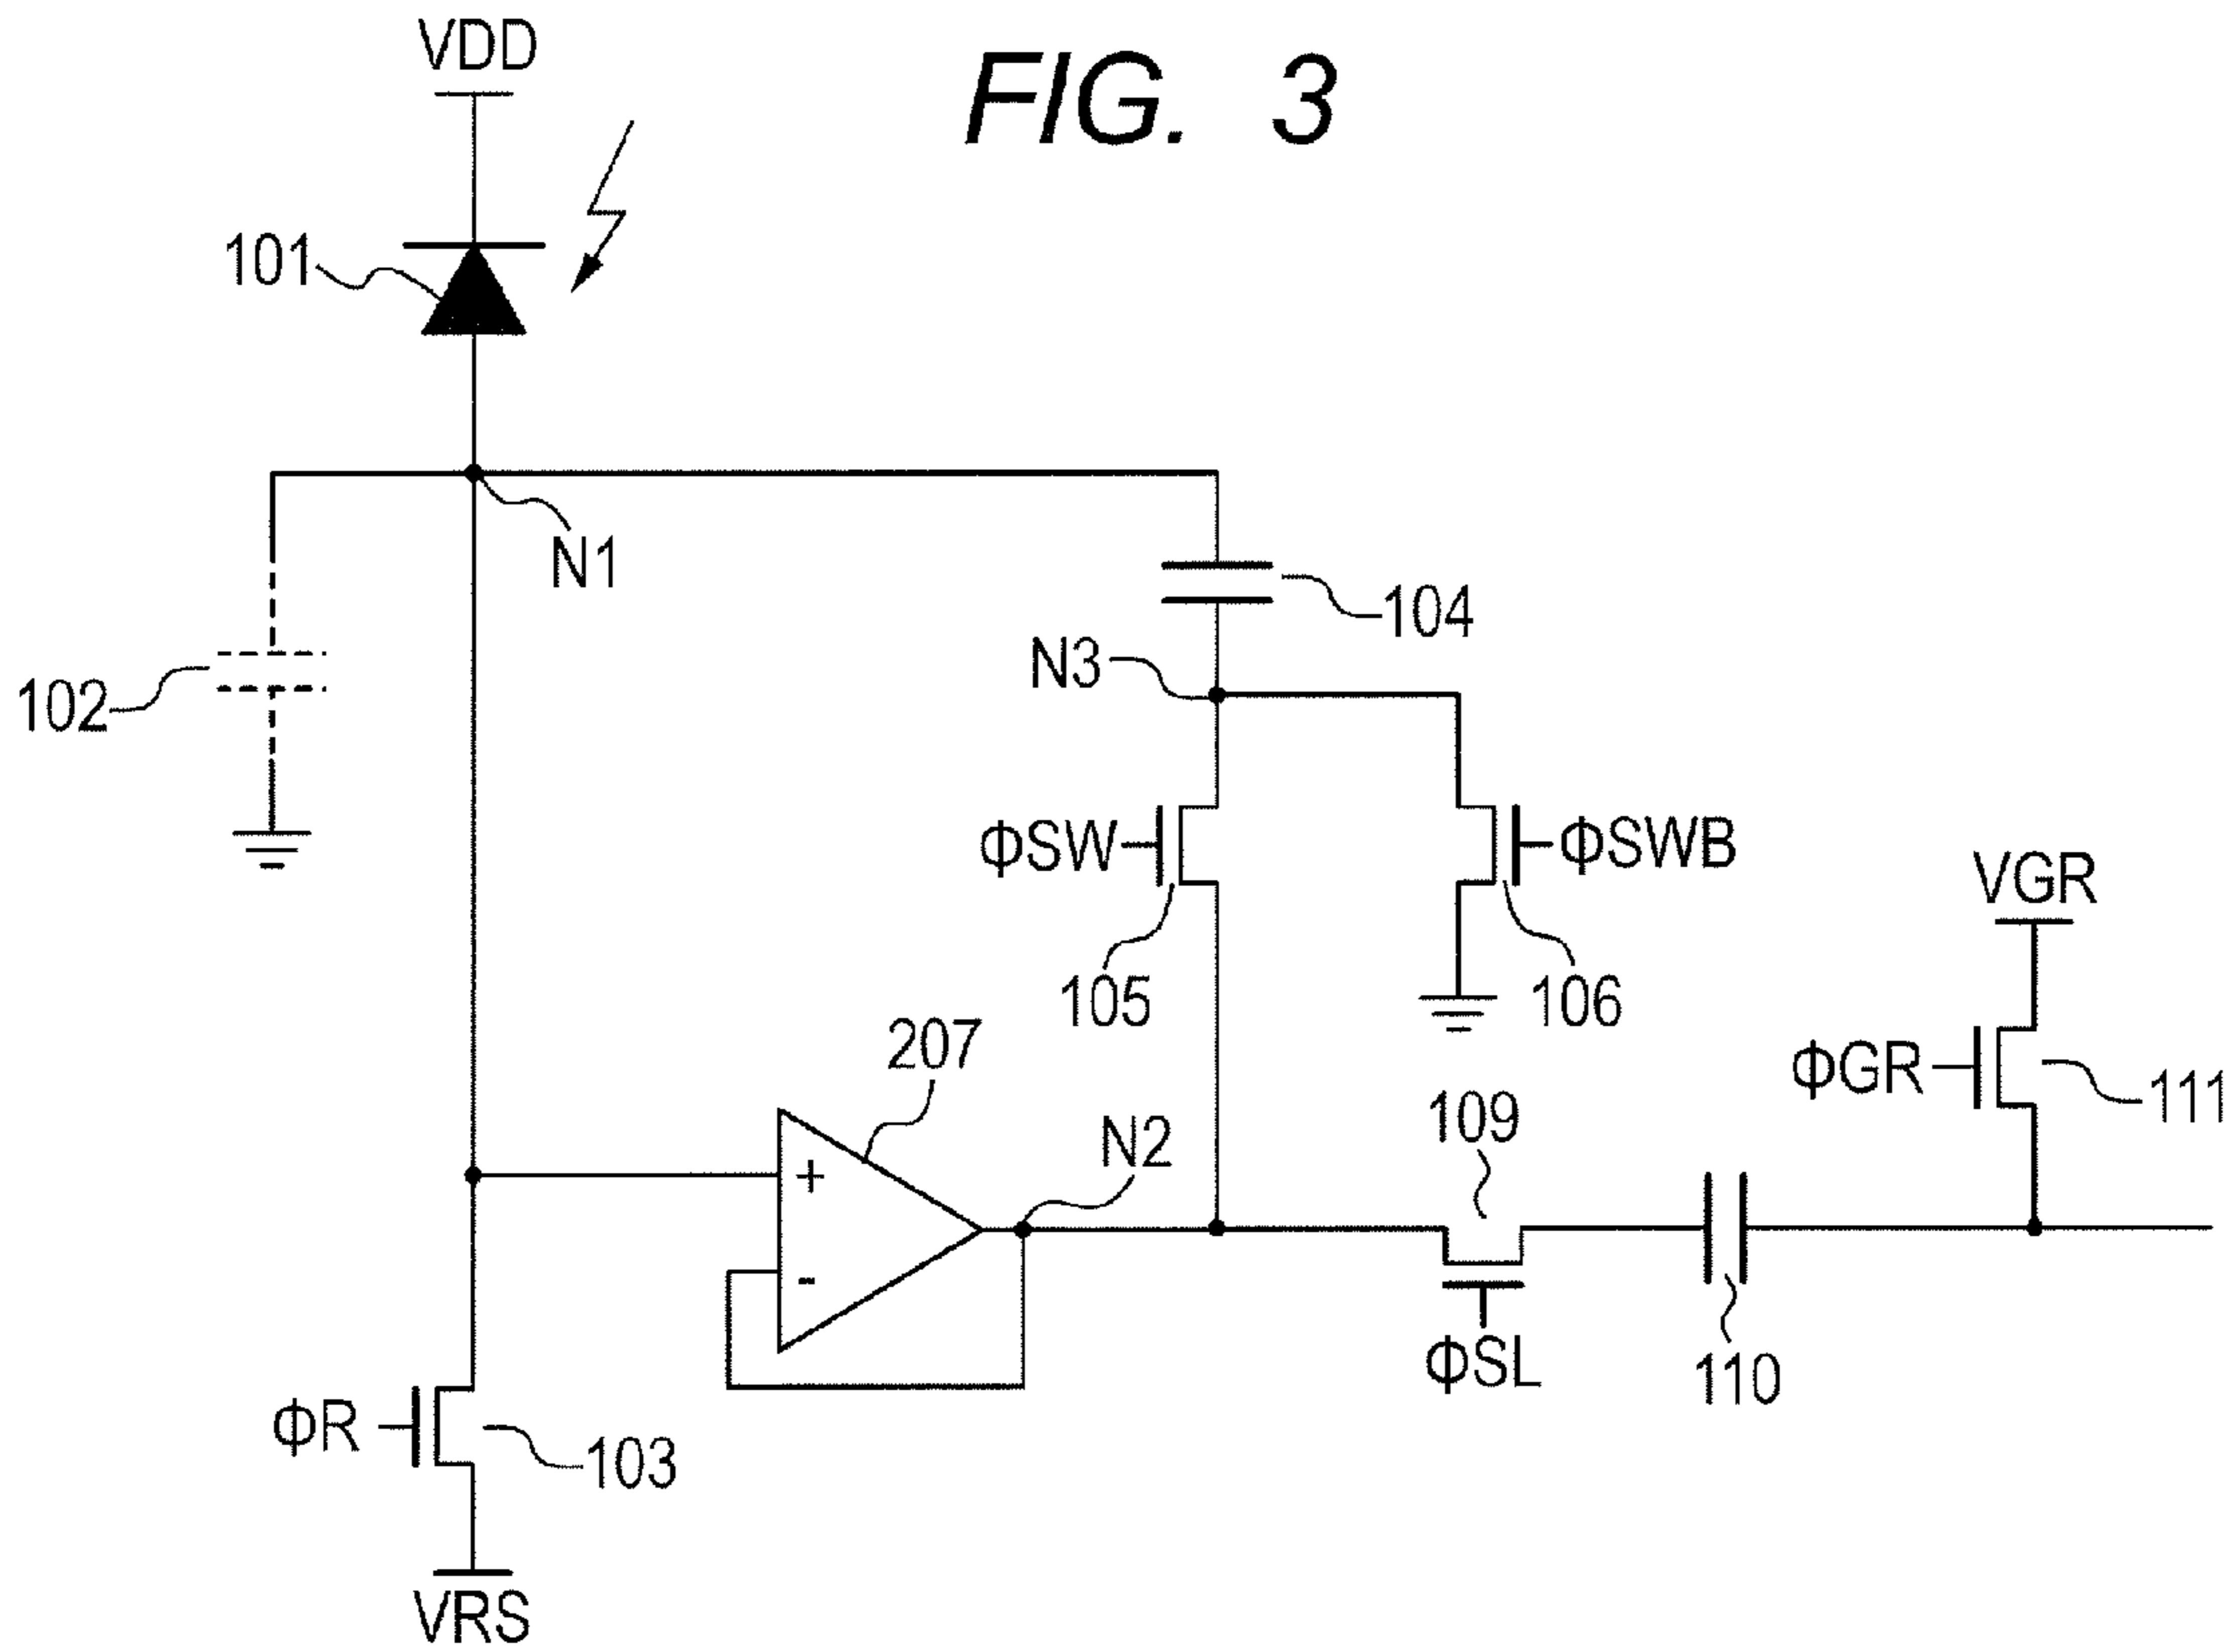 VDD
FIG. 3
101
N1
104
N3
102
ΦSW
ΦSWB
VGR
105
106
207
ΦGR
111
109
N2
+
-
ΦSL
110
ΦR
103
VRS